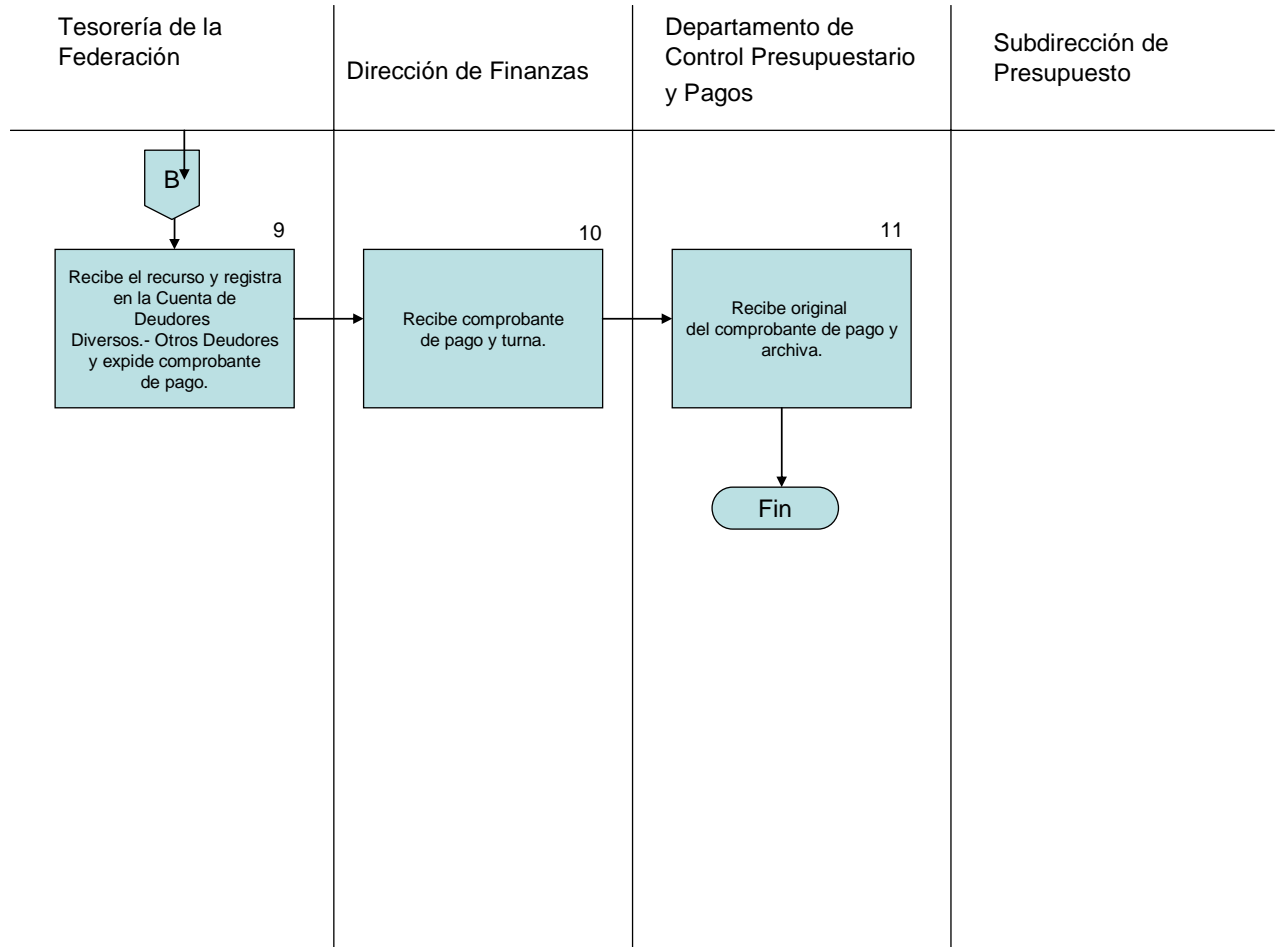 Tesorería de la
Federación
Dirección de Finanzas
Departamento de
Control Presupuestario
y Pagos
Subdirección de
Presupuesto
B
9
Recibe el recurso y registra
en la Cuenta de
Deudores
Diversos.- Otros Deudores
y expide comprobante
de pago.
10
Recibe comprobante
de pago y turna.
11
Recibe original
del comprobante de pago y
archiva.
Fin